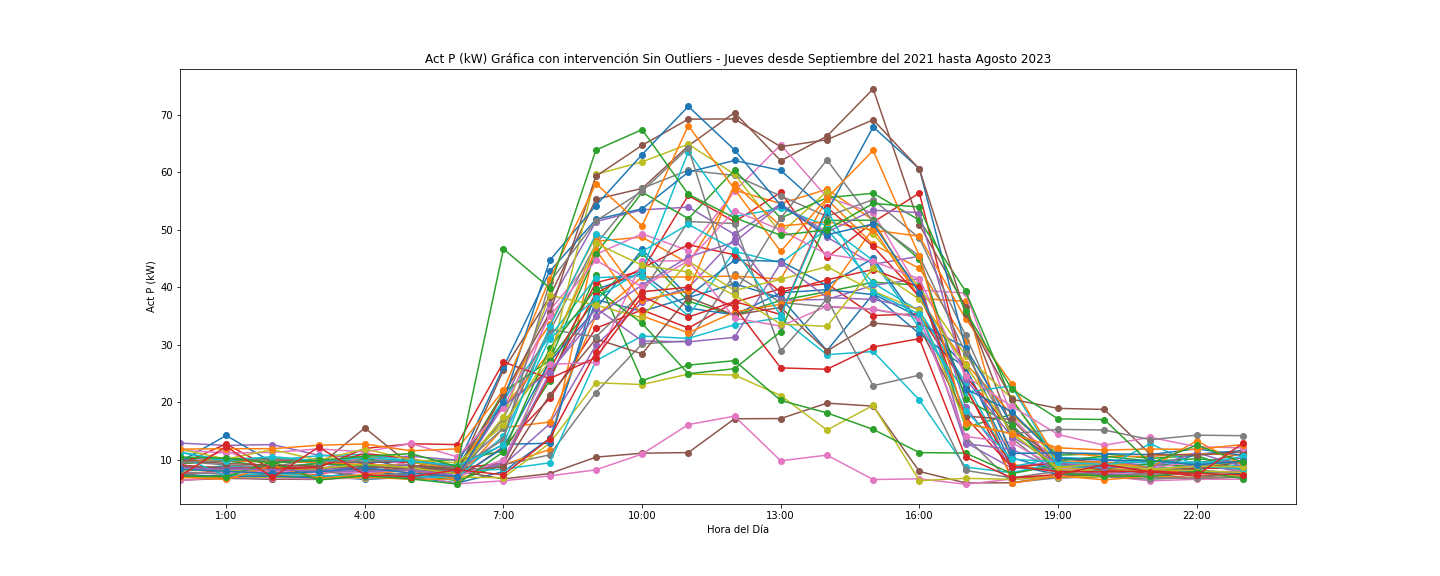 Act P (kW) Gráfica con intervención Sin Outliers - Jueves desde Septiembre del 2021 hasta Agosto 2023
Act P (kW)
70
60
50
40
30
20
10
1:00 4:00 7:00 10:00 13:00 16:00 19:00 22:00
Hora del Día